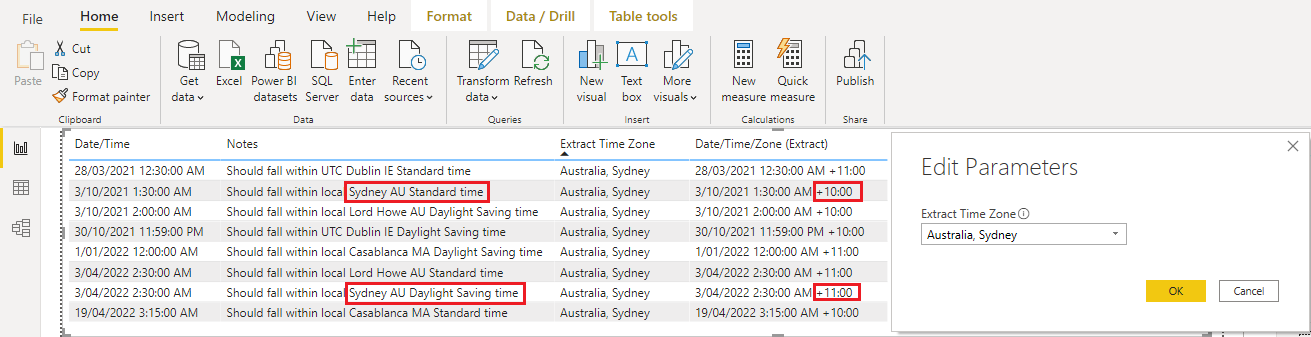 File Home Insert Modeling View Help Format Data / Drill Table tools
Paste
Cut
Copy
Format painter
Clipboard
Get data
Excel
Power BI datasets
SQL Server
Enter data
Recent sources
Data
Transform data
Refresh
Queries
New visual
Text box
More visuals
Insert
New measure
Quick measure
Calculations
Publish
Share
Date/Time Notes Extract Time Zone Date/Time/Zone (Extract)
28/03/2021 12:30:00 AM Should fall within UTC Dublin IE Standard time Australia, Sydney 28/03/2021 12:30:00 AM +11:00
3/10/2021 1:30:00 AM Should fall within local Sydney AU Standard time Australia, Sydney 3/10/2021 1:30:00 AM +10:00
3/10/2021 2:00:00 AM Should fall within local Lord Howe AU Daylight Saving time Australia, Sydney 3/10/2021 2:00:00 AM +10:00
30/10/2021 11:59:00 PM Should fall within UTC Dublin IE Daylight Saving time Australia, Sydney 30/10/2021 11:59:00 PM +10:00
1/01/2022 12:00:00 AM Should fall within local Casablanca MA Daylight Saving time Australia, Sydney 1/01/2022 12:00:00 AM +11:00
3/04/2022 2:30:00 AM Should fall within local Lord Howe AU Standard time Australia, Sydney 3/04/2022 2:30:00 AM +11:00
3/04/2022 2:30:00 AM Should fall within local Sydney AU Daylight Saving time Australia, Sydney 3/04/2022 2:30:00 AM +11:00
19/04/2022 3:15:00 AM Should fall within local Casablanca MA Standard time Australia, Sydney 19/04/2022 3:15:00 AM +10:00
Edit Parameters
Extract Time Zone
Australia, Sydney
OK Cancel